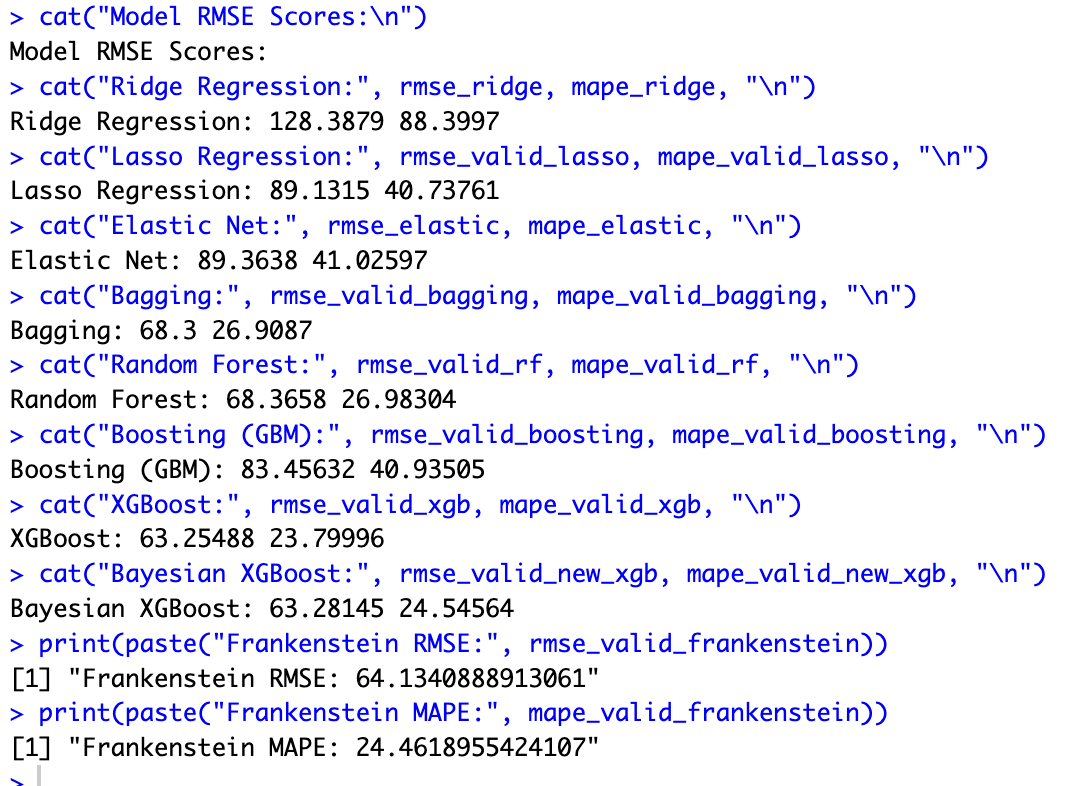 > cat("Model RMSE Scores:\n")
Model RMSE Scores:
> cat("Ridge Regression:", rmse_ridge, mape_ridge, "\n")
Ridge Regression: 128.3879 88.3997
> cat("Lasso Regression:", rmse_valid_lasso, mape_valid_lasso, "\n")
Lasso Regression: 89.1315 40.73761
> cat("Elastic Net:", rmse_elastic, mape_elastic, "\n")
Elastic Net: 89.3638 41.02597
> cat("Bagging:", rmse_valid_bagging, mape_valid_bagging, "\n")
Bagging: 68.3 26.9087
> cat("Random Forest:", rmse_valid_rf, mape_valid_rf, "\n")
Random Forest: 68.3658 26.98304
> cat("Boosting (GBM):", rmse_valid_boosting, mape_valid_boosting, "\n")
Boosting (GBM): 83.45632 40.93505
> cat("XGBoost:", rmse_valid_xgb, mape_valid_xgb, "\n")
XGBoost: 63.25488 23.79996
> cat("Bayesian XGBoost:", rmse_valid_new_xgb, mape_valid_new_xgb, "\n")
Bayesian XGBoost: 63.28145 24.54564
> print(paste("Frankenstein RMSE:", rmse_valid_frankenstein))
[1] "Frankenstein RMSE: 64.1340888913061"
> print(paste("Frankenstein MAPE:", mape_valid_frankenstein))
[1] "Frankenstein MAPE: 24.4618955424107"
>